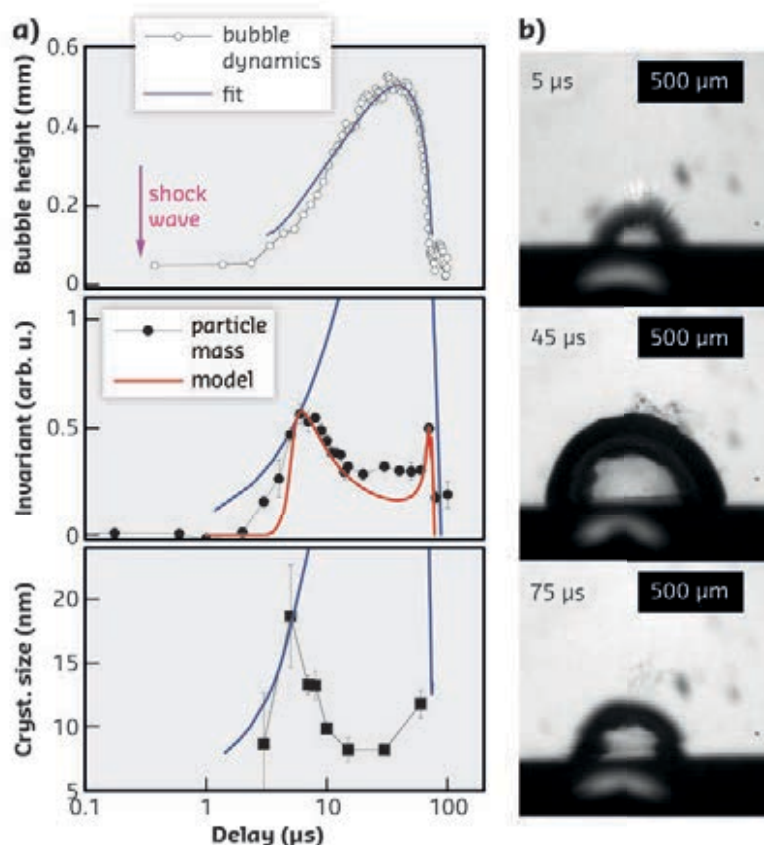 a)
bubble
dynamics
fit
Bubble height (mm)
0.6
0.4
0.2
0
shock
wave
particle
mass
model
Invariant (arb. u.)
1
0.5
0
Cryst. size (nm)
20
15
10
5
0.1
1
10
100
Delay (µs)
b)
5 µs
500 µm
45 µs
500 µm
75 µs
500 µm